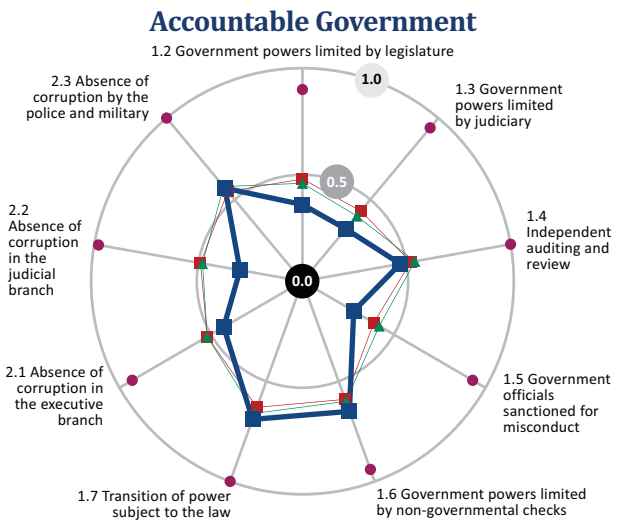 Accountable Government
1.2 Government powers limited by legislature
1.0
2.3 Absence of
corruption by the
police and military
1.3 Government
powers limited
by judiciary
0.5
2.2
Absence of
corruption
in the
judicial
branch
1.4
Independent
auditing and
review
0.0
2.1 Absence of
corruption in
the executive
branch
1.5 Government
officials
sanctioned for
misconduct
1.7 Transition of power
subject to the law
1.6 Government powers limited
by non-governmental checks